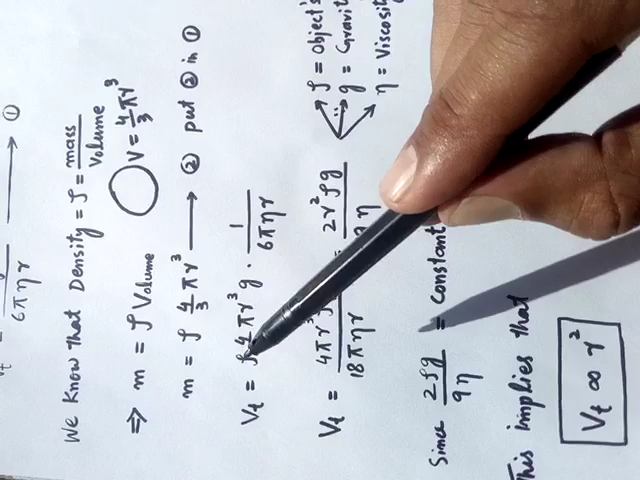 Vt = 6πηr ⟶ ①
We Know That Density = ρ = mass / Volume
V = 4/3 πr³
⇒ m = ρ Volume
m = ρ 4/3 πr³ ⟶ ② put ② in ①
Vt = ρ 4/3 πr³ g · 1 / 6πηr
Vt = 4πr³ / 18πηr = 2r²ρg / η
ρ = Object's
g = Gravit
η = Viscosit
Since 2ρg / 9η = Constant
This implies that
Vt ∝ r²